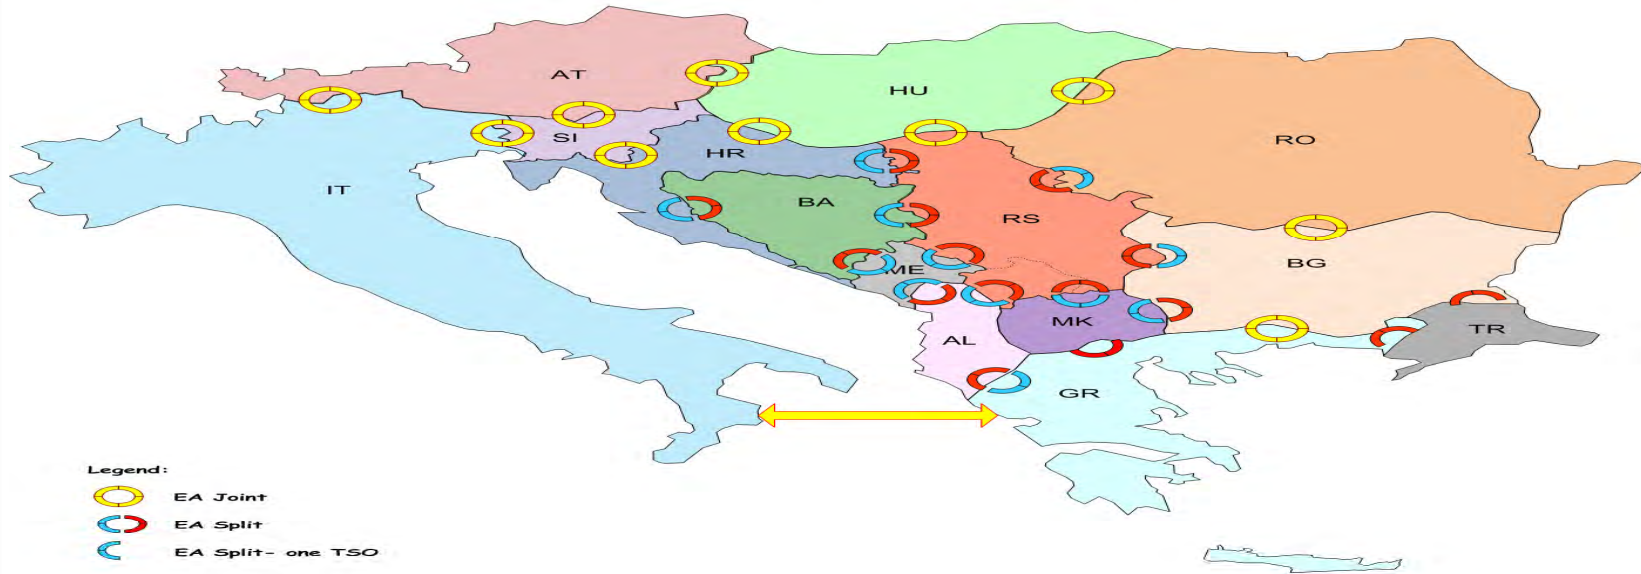 AT
HU
RO
SI
HR
IT
BA
RS
ME
BG
MK
TR
AL
GR
Legend:
EA Joint
EA Split
EA Split- one TSO